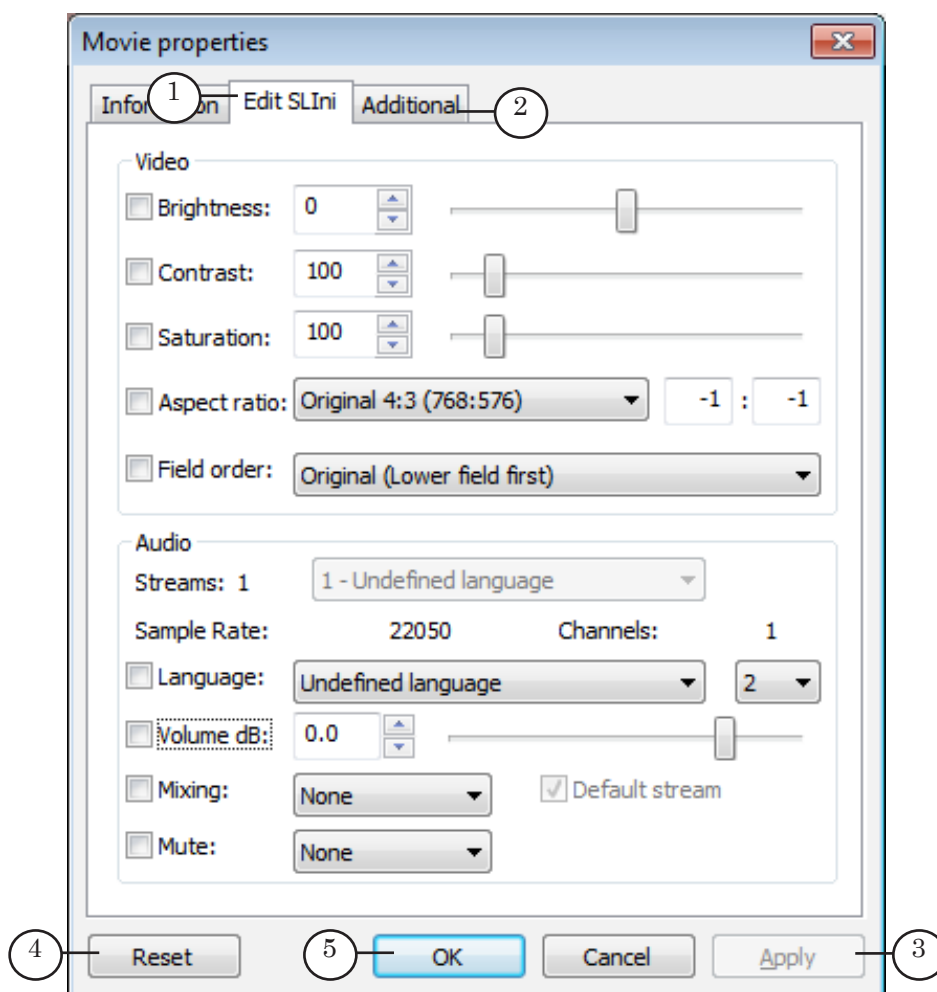 Movie properties
1
Information Edit SLIni Additional 2
Video
Brightness: 0
Contrast: 100
Saturation: 100
Aspect ratio: Original 4:3 (768:576) -1 : -1
Field order: Original (Lower field first)
Audio
Streams: 1 1 - Undefined language
Sample Rate: 22050 Channels: 1
Language: Undefined language 2
Volume dB: 0.0
Mixing: None Default stream
Mute: None
4 Reset 5 OK Cancel Apply 3